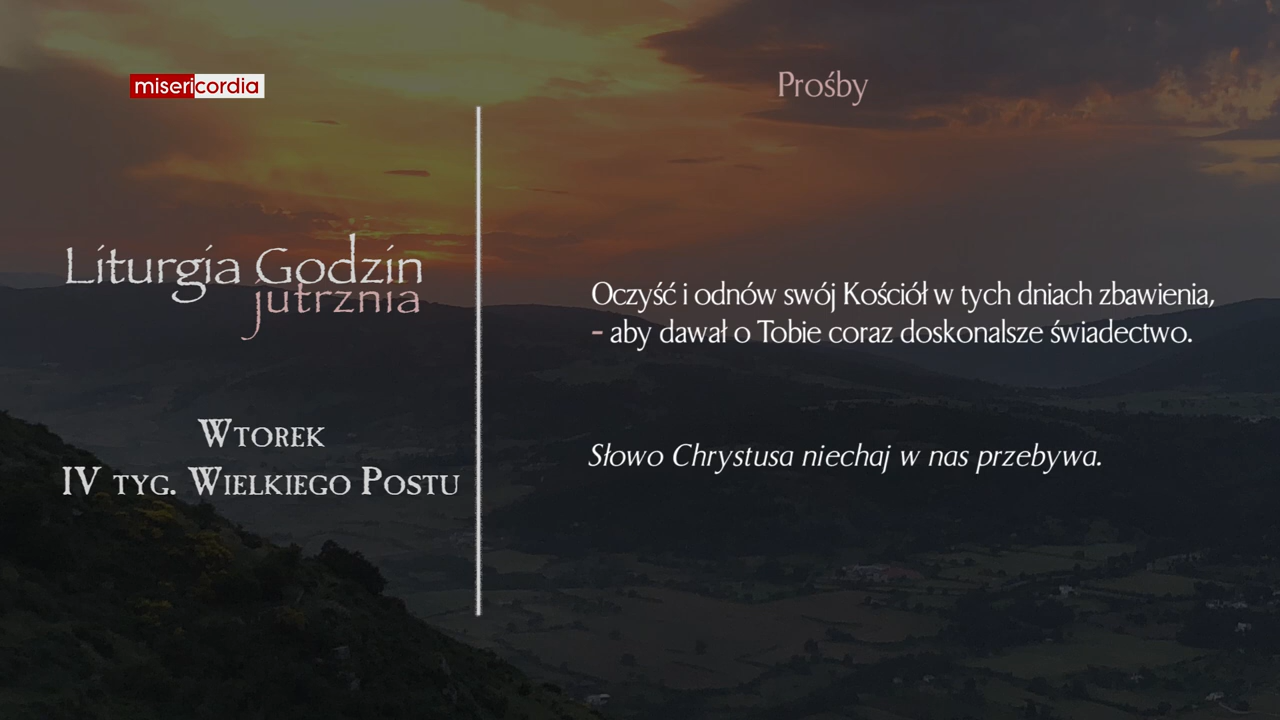 misericordia
Liturgia Godzin
jutrznia
Wtorek
IV tyg. Wielkiego Postu
Prośby
Oczyść i odnów swój Kościół w tych dniach zbawienia,
- aby dawał o Tobie coraz doskonalsze świadectwo.
Słowo Chrystusa niechaj w nas przebywa.